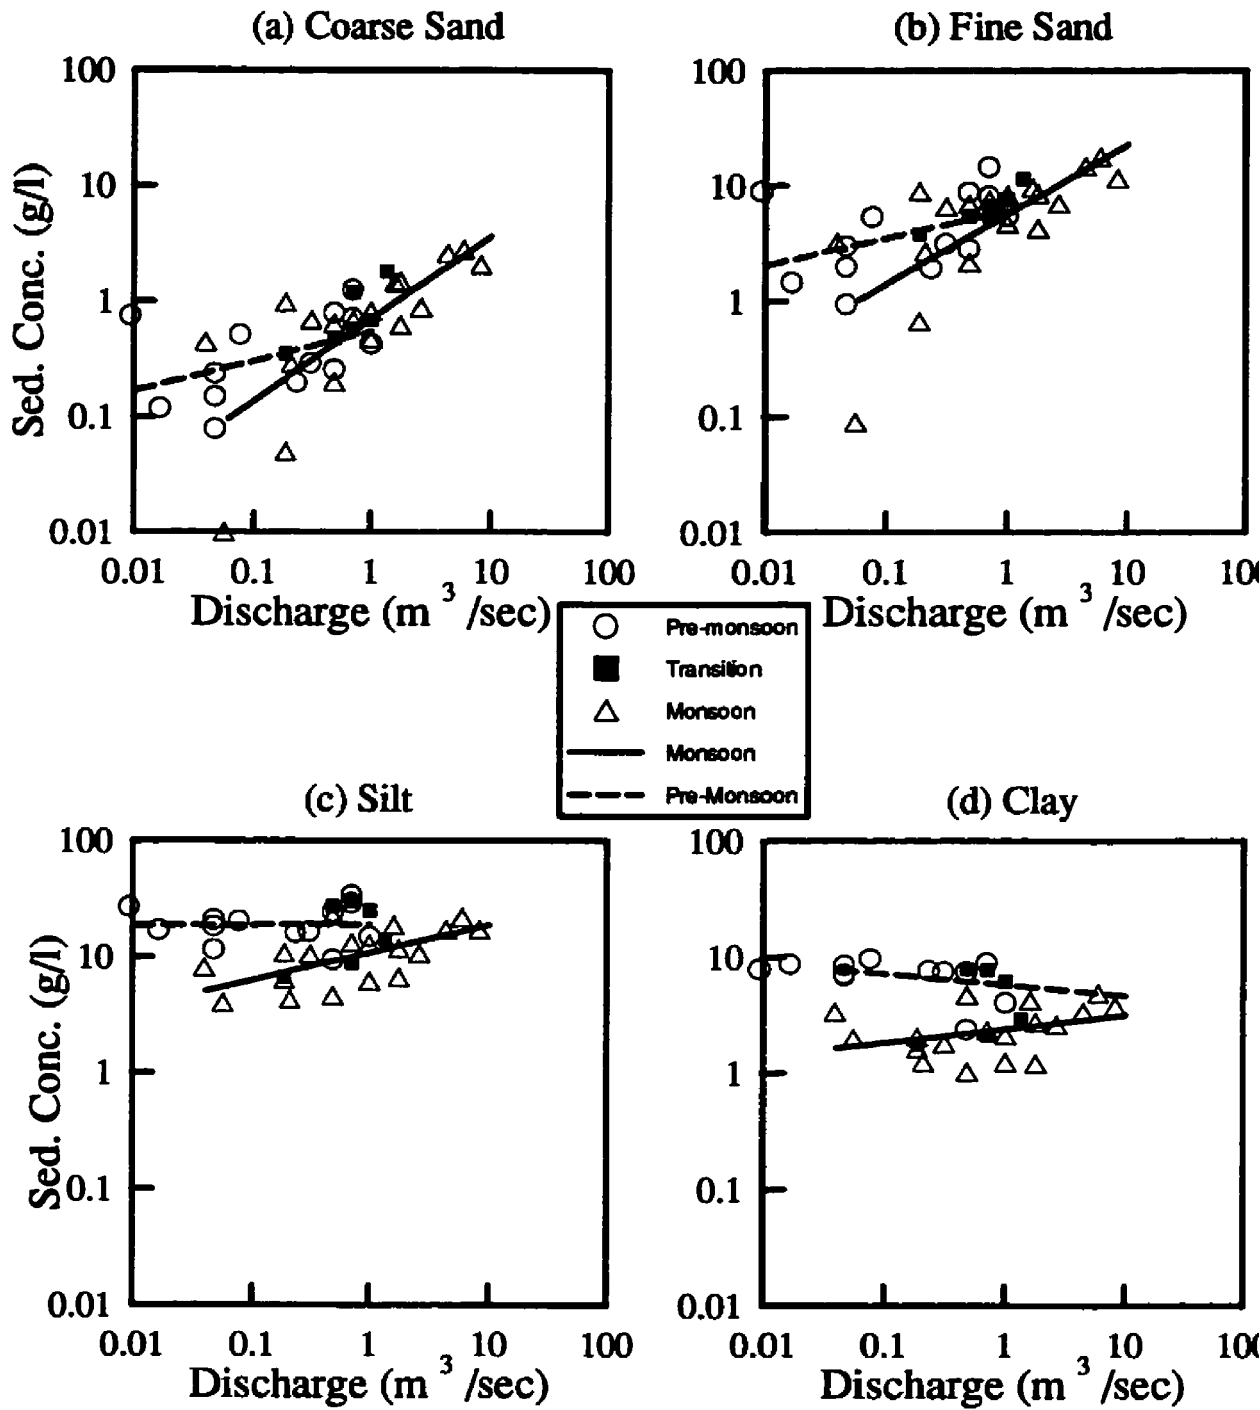 (a) Coarse Sand
(b) Fine Sand
100
10
1
0.1
0.01
Sed. Conc. (g/l)
0.01 0.1 1 10 100
Discharge (m 3 /sec)
100
10
1
0.1
0.01
0.01 0.1 1 10 100
Discharge (m 3 /sec)
Pre-monsoon
Transition
Monsoon
Monsoon
Pre-Monsoon
(c) Silt
(d) Clay
100
10
1
0.1
0.01
Sed. Conc. (g/l)
0.01 0.1 1 10 100
Discharge (m 3 /sec)
100
10
1
0.1
0.01
0.01 0.1 1 10 100
Discharge (m 3 /sec)